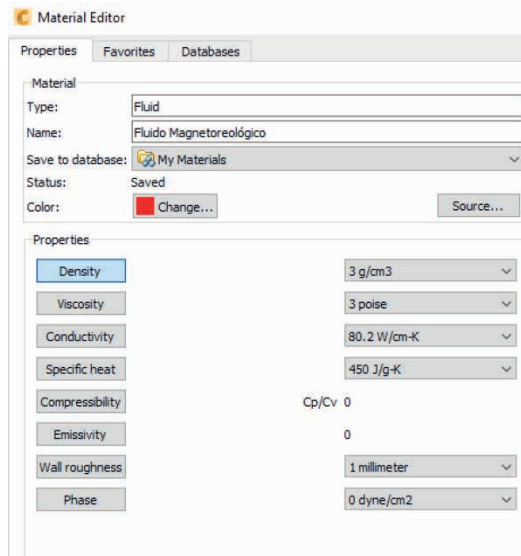 Material Editor
Properties Favorites Databases
Material
Type: Fluid
Name: Fluido Magnetoreológico
Save to database: My Materials
Status: Saved
Color: Change... Source...
Properties
Density 3 g/cm3
Viscosity 3 poise
Conductivity 80.2 W/cm-K
Specific heat 450 J/g-K
Compressibility Cp/Cv 0
Emissivity 0
Wall roughness 1 millimeter
Phase 0 dyne/cm2